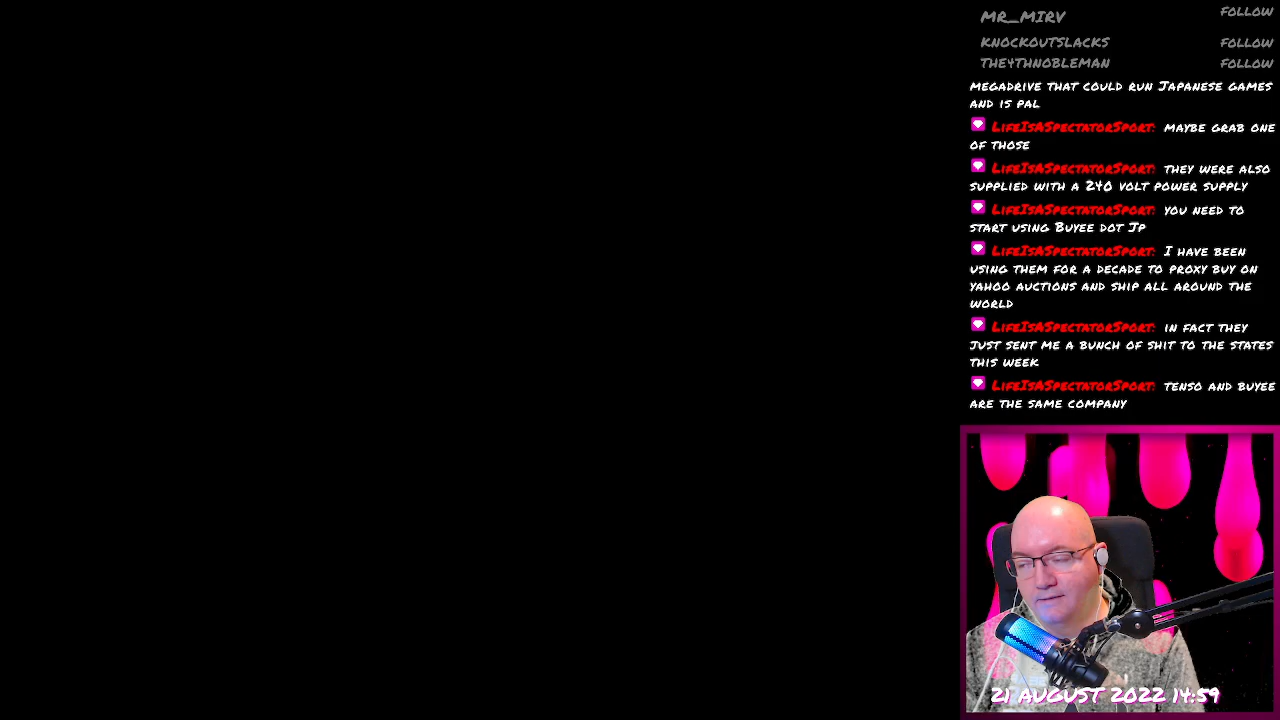 MR_MIRV FOLLOW
KNOCKOUTSLACKS FOLLOW
THE4THNOBLEMAN FOLLOW
MEGADRIVE THAT COULD RUN JAPANESE GAMES
AND IS PAL
LifeIsASpectatorSport: MAYBE GRAB ONE
OF THOSE
LifeIsASpectatorSport: THEY WERE ALSO
SUPPLIED WITH A 240 VOLT POWER SUPPLY
LifeIsASpectatorSport: YOU NEED TO
START USING BUYEE DOT JP
LifeIsASpectatorSport: I HAVE BEEN
USING THEM FOR A DECADE TO PROXY BUY ON
YAHOO AUCTIONS AND SHIP ALL AROUND THE
WORLD
LifeIsASpectatorSport: IN FACT THEY
JUST SENT ME A BUNCH OF SHIT TO THE STATES
THIS WEEK
LifeIsASpectatorSport: TENSO AND BUYEE
ARE THE SAME COMPANY
21 AUGUST 2022 14:59